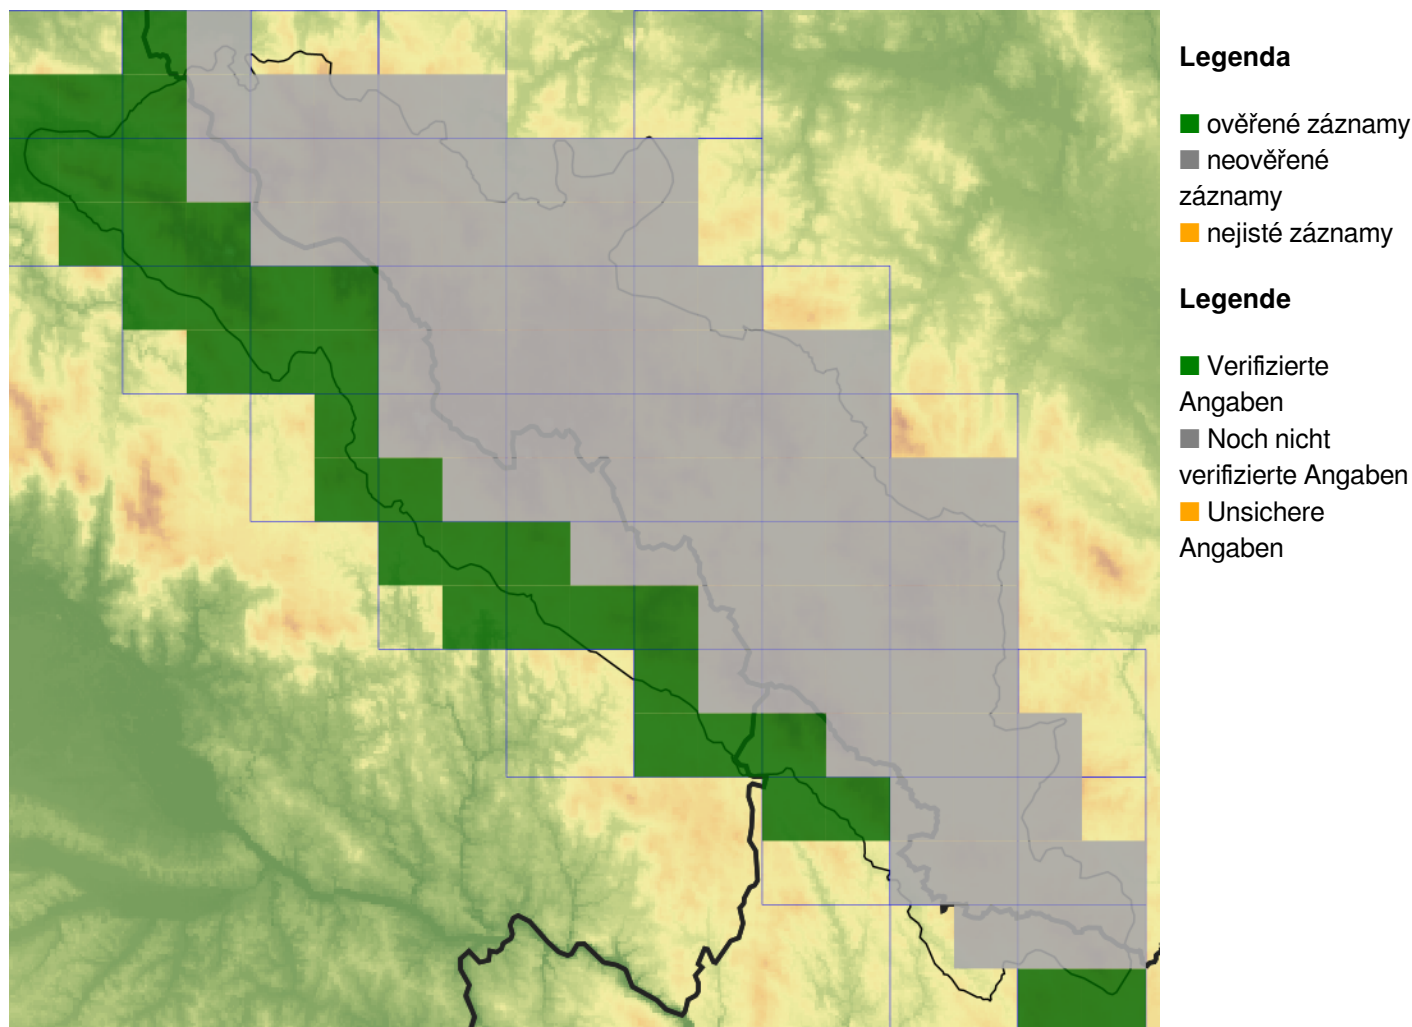 Legenda
ověřené záznamy
neověřené
záznamy
nejisté záznamy
Legende
Verifizierte
Angaben
Noch nicht
verifizierte Angaben
Unsichere
Angaben